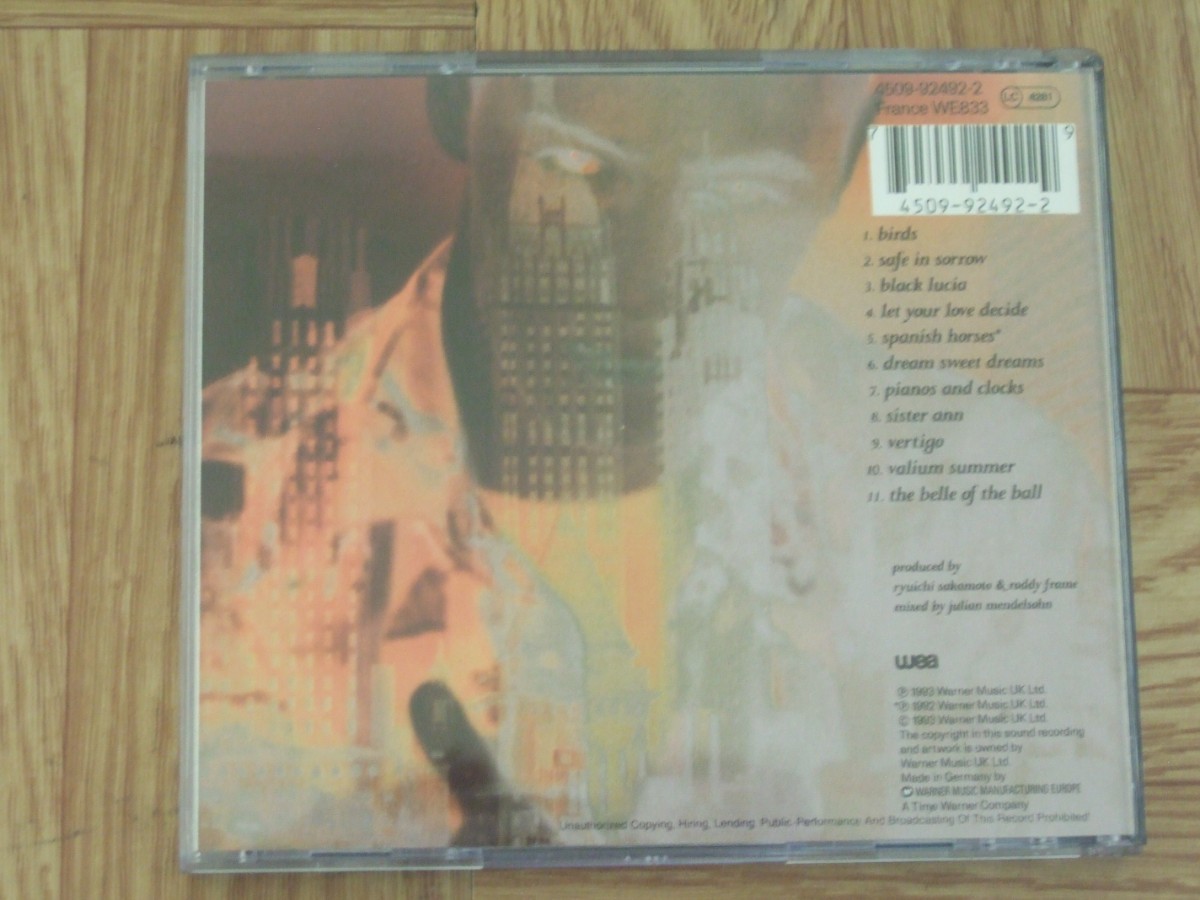 4509-92492-2
France WE833
LC 4281
7 9
4509-92492-2
1. birds
2. safe in sorrow
3. black lucia
4. let your love decide
5. spanish horses*
6. dream sweet dreams
7. pianos and clocks
8. sister ann
9. vertigo
10. valium summer
11. the belle of the ball
produced by
ryuichi sakamoto & roddy frame
mixed by julian mendelsohn
wea
℗ 1993 Warner Music UK Ltd.
*℗ 1992 Warner Music UK Ltd.
© 1993 Warner Music UK Ltd.
The copyright in this sound recording
and artwork is owned by
Warner Music UK Ltd.
Made in Germany by
WARNER MUSIC MANUFACTURING EUROPE
A Time Warner Company
Unauthorized Copying, Hiring, Lending, Public Performance And Broadcasting Of This Record Prohibited!